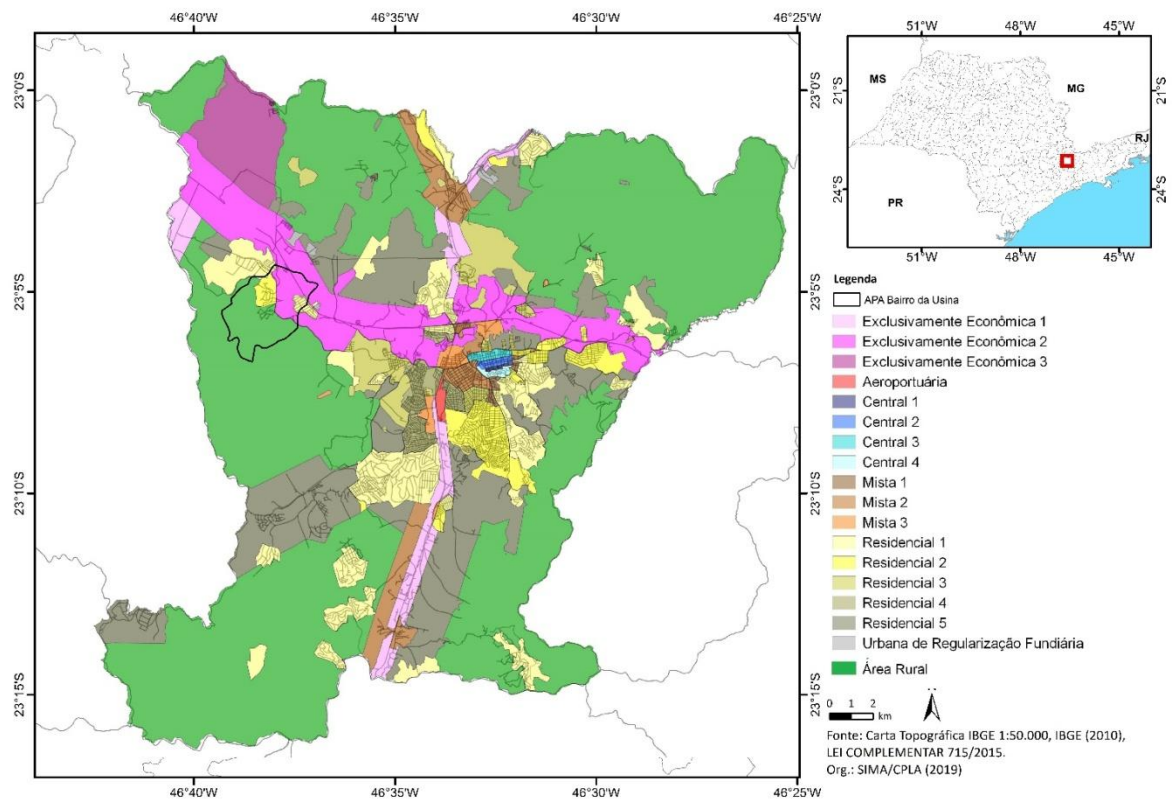 46°40'W 46°35'W 46°30'W 46°25'W
23°0'S
23°5'S
23°10'S
23°15'S
23°0'S
23°5'S
23°10'S
23°15'S
46°40'W 46°35'W 46°30'W 46°25'W
51°W 48°W 45°W
MS
MG
RJ
PR
21°S
24°S
21°S
24°S
51°W 48°W 45°W
Legenda
APA Bairro da Usina
Exclusivamente Econômica 1
Exclusivamente Econômica 2
Exclusivamente Econômica 3
Aeroportuária
Central 1
Central 2
Central 3
Central 4
Mista 1
Mista 2
Mista 3
Residencial 1
Residencial 2
Residencial 3
Residencial 4
Residencial 5
Urbana de Regularização Fundiária
Área Rural
0 1 2
km
Fonte: Carta Topográfica IBGE 1:50.000, IBGE (2010),
LEI COMPLEMENTAR 715/2015.
Org.: SIMA/CPLA (2019)